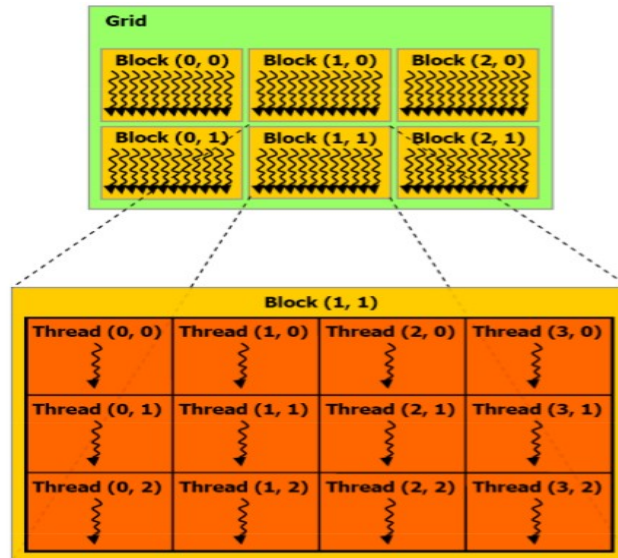 Grid
Block (0, 0) Block (1, 0) Block (2, 0)
Block (0, 1) Block (1, 1) Block (2, 1)
Block (1, 1)
Thread (0, 0) Thread (1, 0) Thread (2, 0) Thread (3, 0)
Thread (0, 1) Thread (1, 1) Thread (2, 1) Thread (3, 1)
Thread (0, 2) Thread (1, 2) Thread (2, 2) Thread (3, 2)